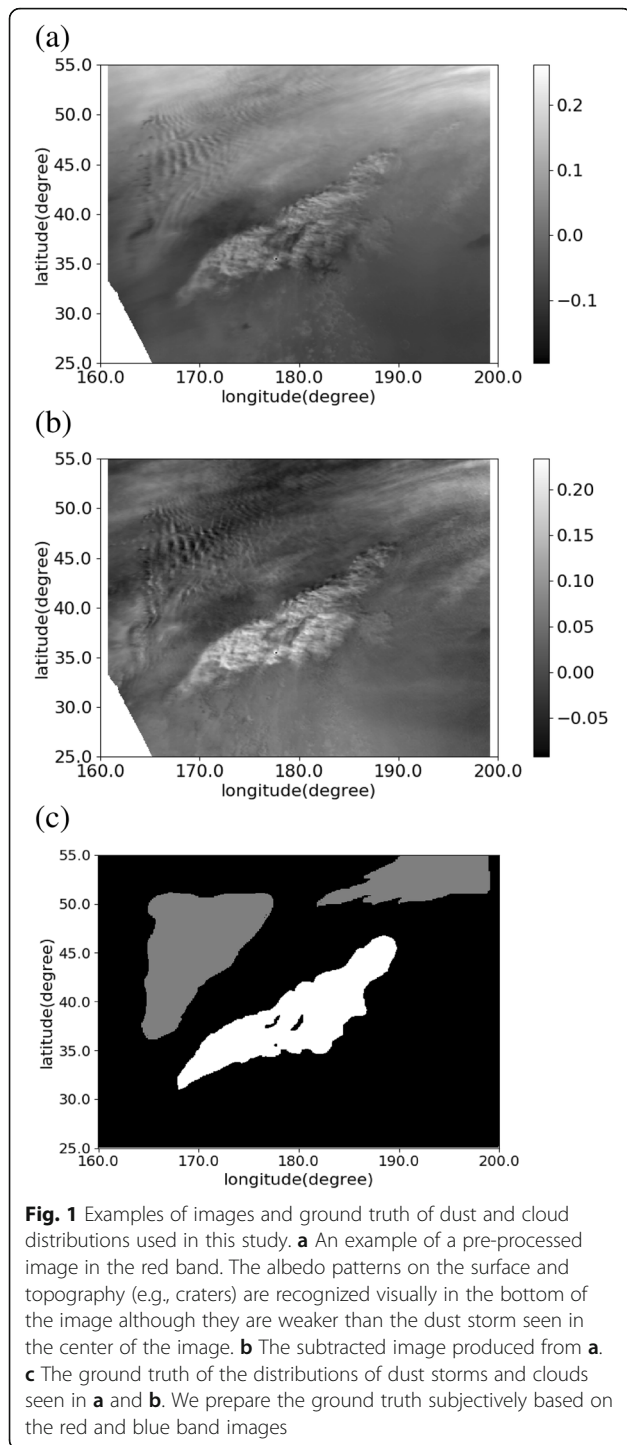 (a)
55.0
50.0
45.0
40.0
35.0
30.0
25.0
latitude(degree)
160.0 170.0 180.0 190.0 200.0
longitude(degree)
0.2
0.1
0.0
−0.1
(b)
55.0
50.0
45.0
40.0
35.0
30.0
25.0
latitude(degree)
160.0 170.0 180.0 190.0 200.0
longitude(degree)
0.20
0.15
0.10
0.05
0.00
−0.05
(c)
55.0
50.0
45.0
40.0
35.0
30.0
25.0
latitude(degree)
160.0 170.0 180.0 190.0 200.0
longitude(degree)
Fig. 1 Examples of images and ground truth of dust and cloud
distributions used in this study. a An example of a pre-processed
image in the red band. The albedo patterns on the surface and
topography (e.g., craters) are recognized visually in the bottom of
the image although they are weaker than the dust storm seen in
the center of the image. b The subtracted image produced from a.
c The ground truth of the distributions of dust storms and clouds
seen in a and b. We prepare the ground truth subjectively based on
the red and blue band images